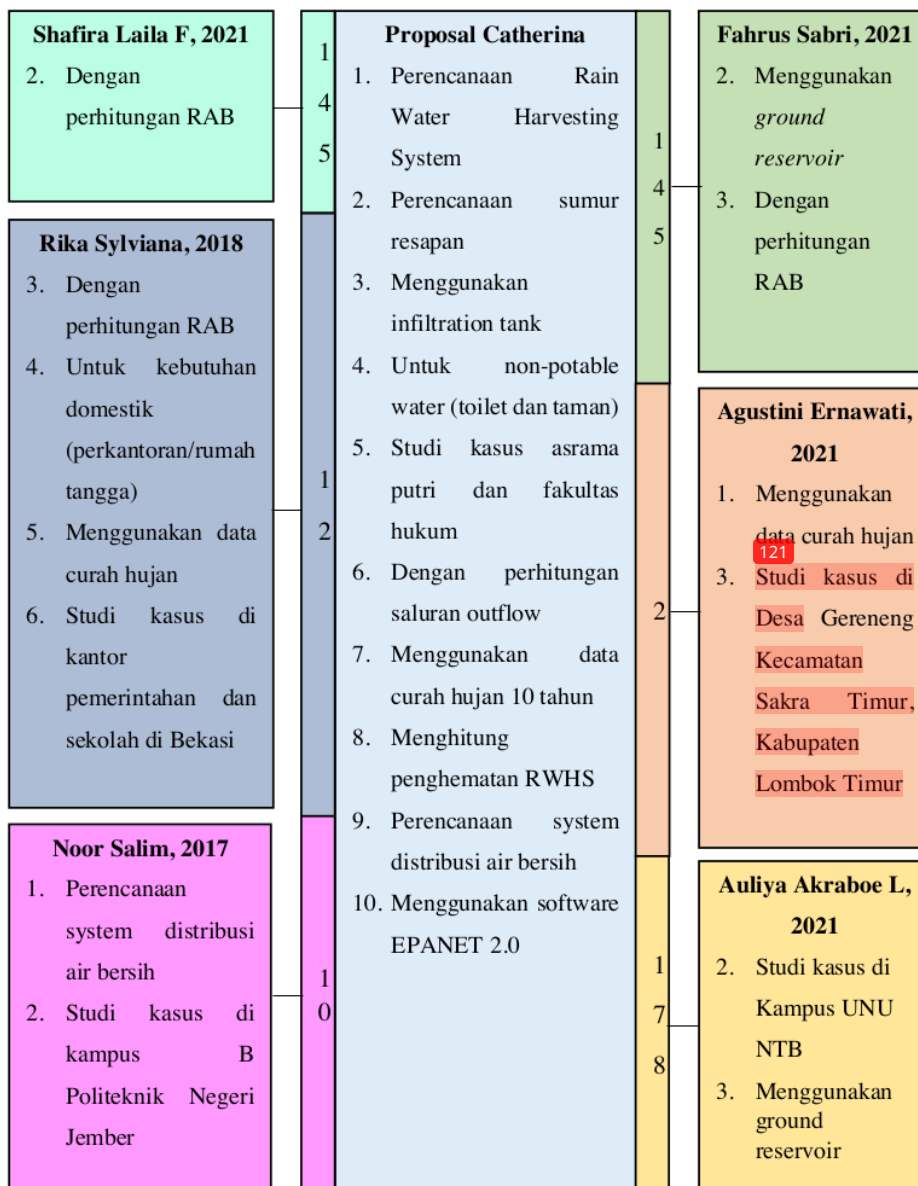 Shafira Laila F, 2021
2. Dengan
perhitungan RAB
Rika Sylviana, 2018
3. Dengan
perhitungan RAB
4. Untuk kebutuhan
domestik
(perkantoran/rumah
tangga)
5. Menggunakan data
curah hujan
6. Studi kasus di
kantor
pemerintahan dan
sekolah di Bekasi
Noor Salim, 2017
1. Perencanaan
system distribusi
air bersih
2. Studi kasus di
kampus B
Politeknik Negeri
Jember
1
4
5
1
2
1
0
Proposal Catherina
1. Perencanaan Rain
Water Harvesting
System
2. Perencanaan sumur
resapan
3. Menggunakan
infiltration tank
4. Untuk non-potable
water (toilet dan taman)
5. Studi kasus asrama
putri dan fakultas
hukum
6. Dengan perhitungan
saluran outflow
7. Menggunakan data
curah hujan 10 tahun
8. Menghitung
penghematan RWHS
9. Perencanaan system
distribusi air bersih
10. Menggunakan software
EPANET 2.0
1
4
5
2
1
7
8
Fahrus Sabri, 2021
2. Menggunakan
ground
reservoir
3. Dengan
perhitungan
RAB
Agustini Ernawati,
2021
1. Menggunakan
data curah hujan
121
3. Studi kasus di
Desa Gereneng
Kecamatan
Sakra Timur,
Kabupaten
Lombok Timur
Auliya Akraboe L,
2021
2. Studi kasus di
Kampus UNU
NTB
3. Menggunakan
ground
reservoir